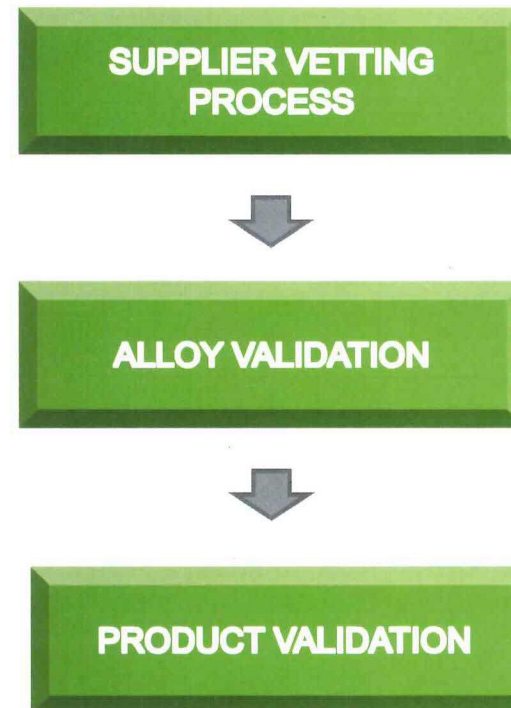 SUPPLIER VETTING
PROCESS
ALLOY VALIDATION
PRODUCT VALIDATION